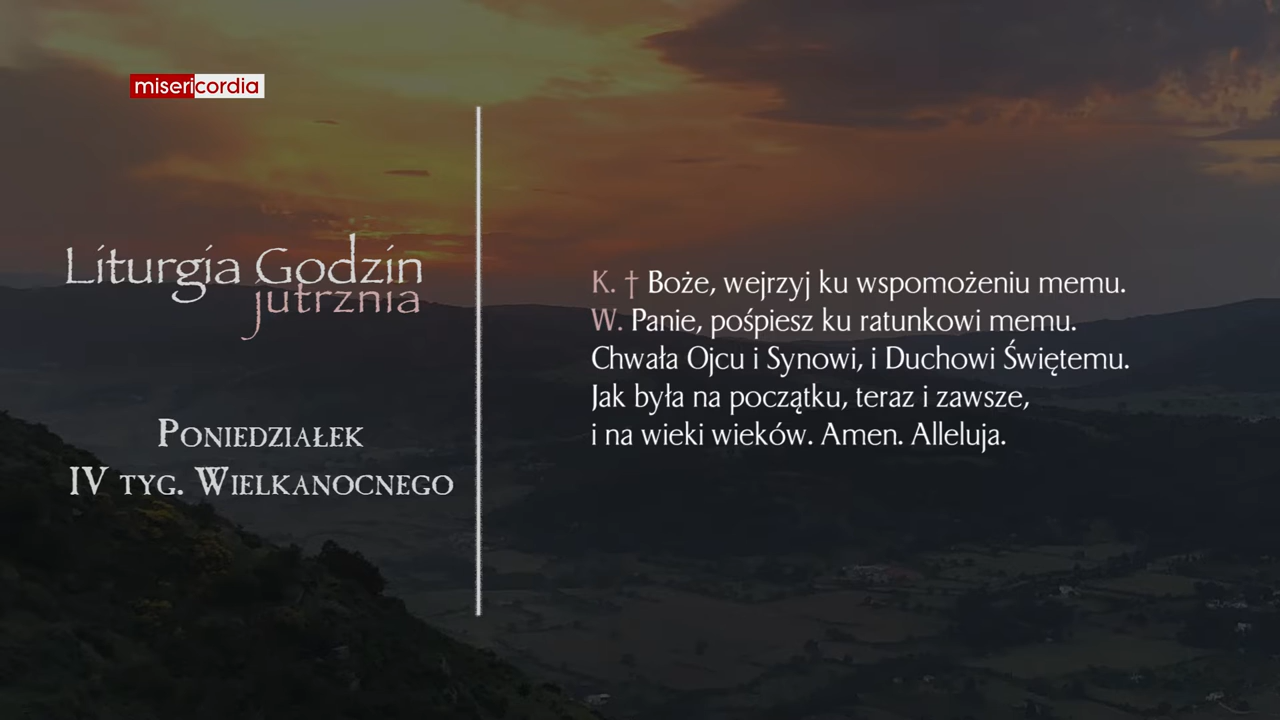 misericordia
Liturgia Godzin
jutrznia
Poniedziałek
IV tyg. Wielkanocnego
K. † Boże, wejrzyj ku wspomożeniu memu.
W. Panie, pośpiesz ku ratunkowi memu.
Chwała Ojcu i Synowi, i Duchowi Świętemu.
Jak była na początku, teraz i zawsze,
i na wieki wieków. Amen. Alleluja.